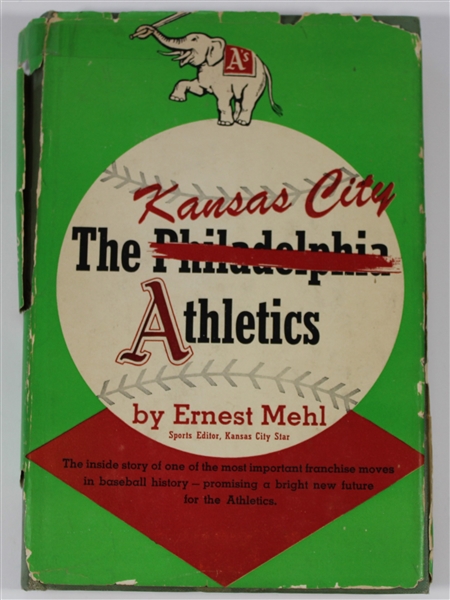 A's
Kansas City
The Philadelphia
Athletics
by Ernest Mehl
Sports Editor, Kansas City Star
The inside story of one of the most important franchise moves
in baseball history — promising a bright new future
for the Athletics.